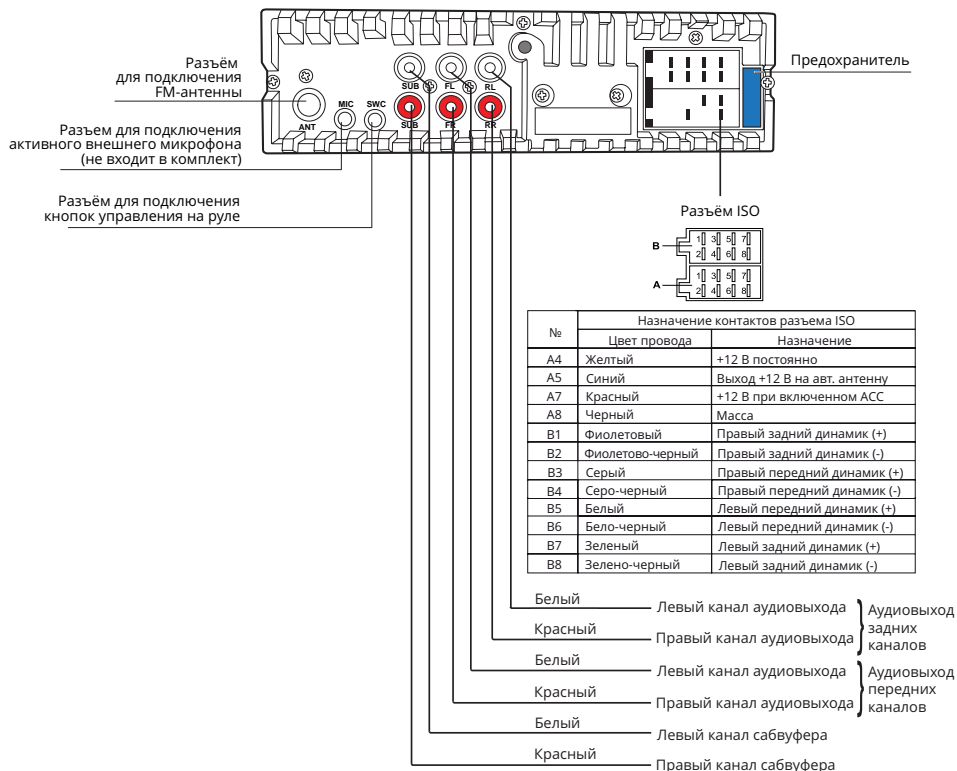 Разъём
для подключения
FM-антенны
Разъем для подключения
активного внешнего микрофона
(не входит в комплект)
Разъём для подключения
кнопок управления на руле
ANT
MIC
SWC
SUB
FL
RL
SUB
FR
RR
Предохранитель
Разъём ISO
B
1 3 5 7
2 4 6 8
A
1 3 5 7
2 4 6 8
№ Назначение контактов разъема ISO
Цвет провода Назначение
A4 Желтый +12 В постоянно
A5 Синий Выход +12 В на авт. антенну
A7 Красный +12 В при включенном ACC
A8 Черный Масса
B1 Фиолетовый Правый задний динамик (+)
B2 Фиолетово-черный Правый задний динамик (-)
B3 Серый Правый передний динамик (+)
B4 Серо-черный Правый передний динамик (-)
B5 Белый Левый передний динамик (+)
B6 Бело-черный Левый передний динамик (-)
B7 Зеленый Левый задний динамик (+)
B8 Зелено-черный Левый задний динамик (-)
Белый Левый канал аудиовыхода
Красный Правый канал аудиовыхода
Аудиовыход
задних
каналов
Белый Левый канал аудиовыхода
Красный Правый канал аудиовыхода
Аудиовыход
передних
каналов
Белый Левый канал сабвуфера
Красный Правый канал сабвуфера